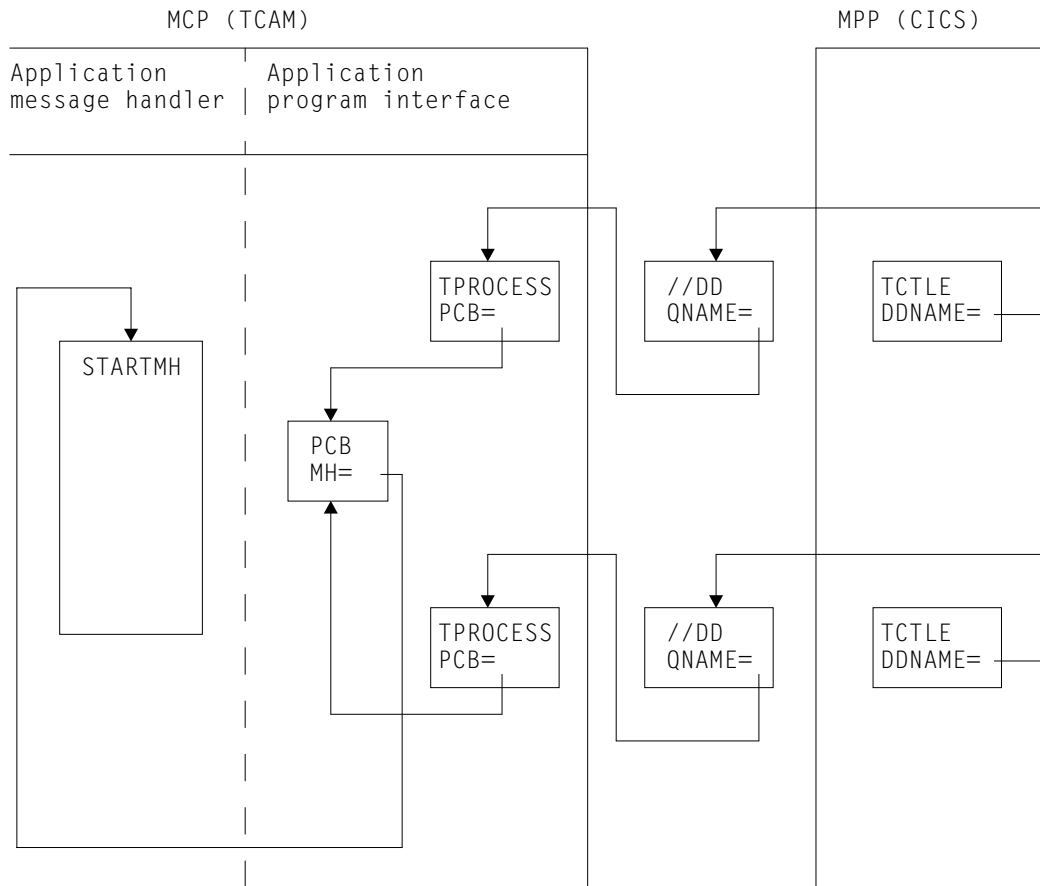 MCP (TCAM)
MPP (CICS)
Application
message handler
Application
program interface
TPROCESS
PCB=
//DD
QNAME=
TCTLE
DDNAME=
STARTMH
PCB
MH=
TPROCESS
PCB=
//DD
QNAME=
TCTLE
DDNAME=